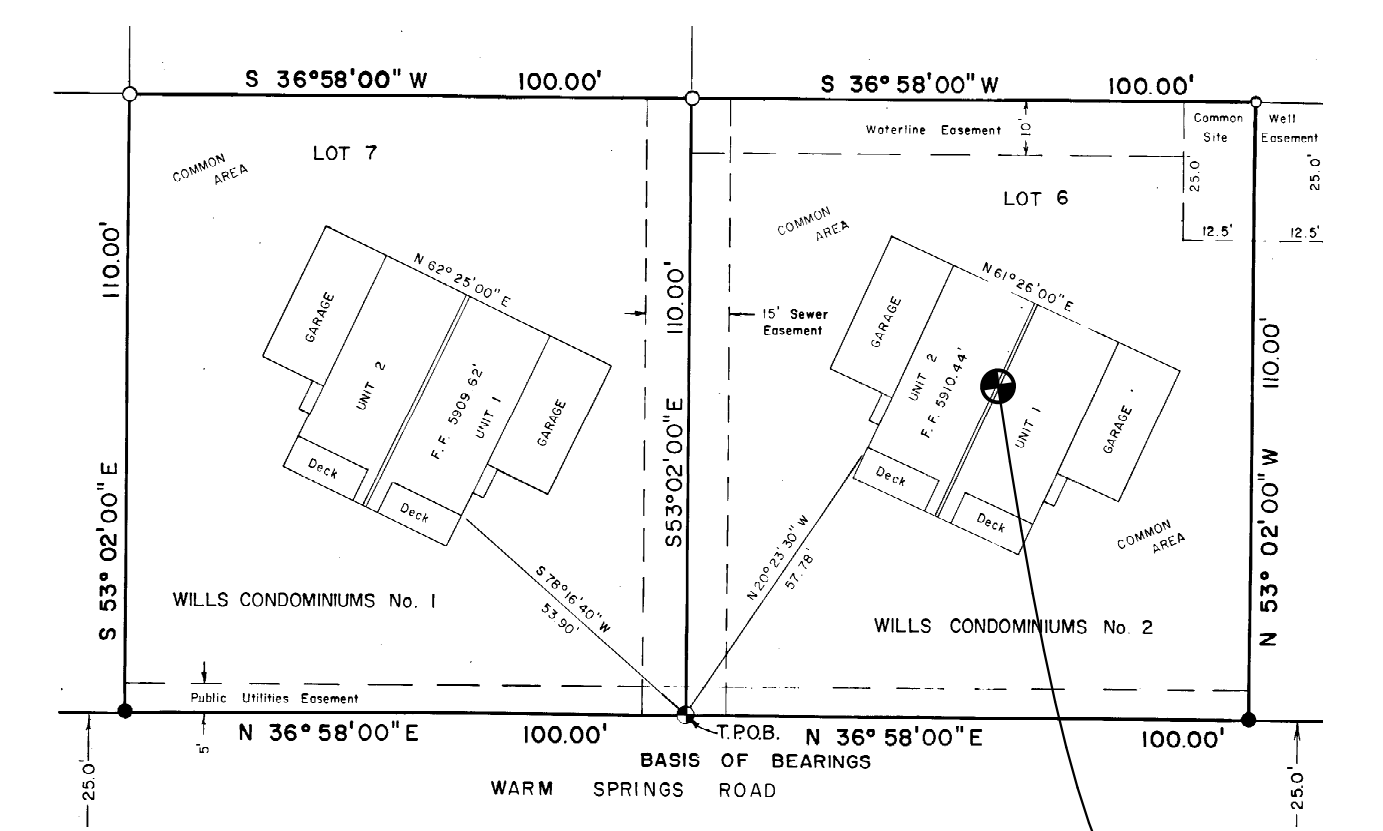 S 36°58'00" W 100.00'
S 36°58'00" W 100.00'
Waterline Easement
10'
Common
Site
Well
Easement
25.0'
25.0'
12.5'
12.5'
LOT 7
COMMON
AREA
LOT 6
COMMON
AREA
110.00'
S 53° 02'00" E
N 62° 25'00" E
GARAGE
UNIT 2
F. F. 5909.62'
UNIT 1
GARAGE
Deck
Deck
110.00'
S53°02'00" E
15' Sewer
Easement
N 61° 26'00" E
GARAGE
UNIT 2
F. F. 5910.44'
UNIT 1
GARAGE
Deck
Deck
110.00'
N 53° 02'00" W
COMMON
AREA
S 78°16'40" W
53.90'
N 20° 23'30" W
57.78'
WILLS CONDOMINIUMS No. 1
WILLS CONDOMINIUMS No. 2
Public Utilities Easement
5'
N 36°58'00" E 100.00'
T.P.O.B.
N 36°58'00" E 100.00'
BASIS OF BEARINGS
WARM SPRINGS ROAD
25.0'
25.0'